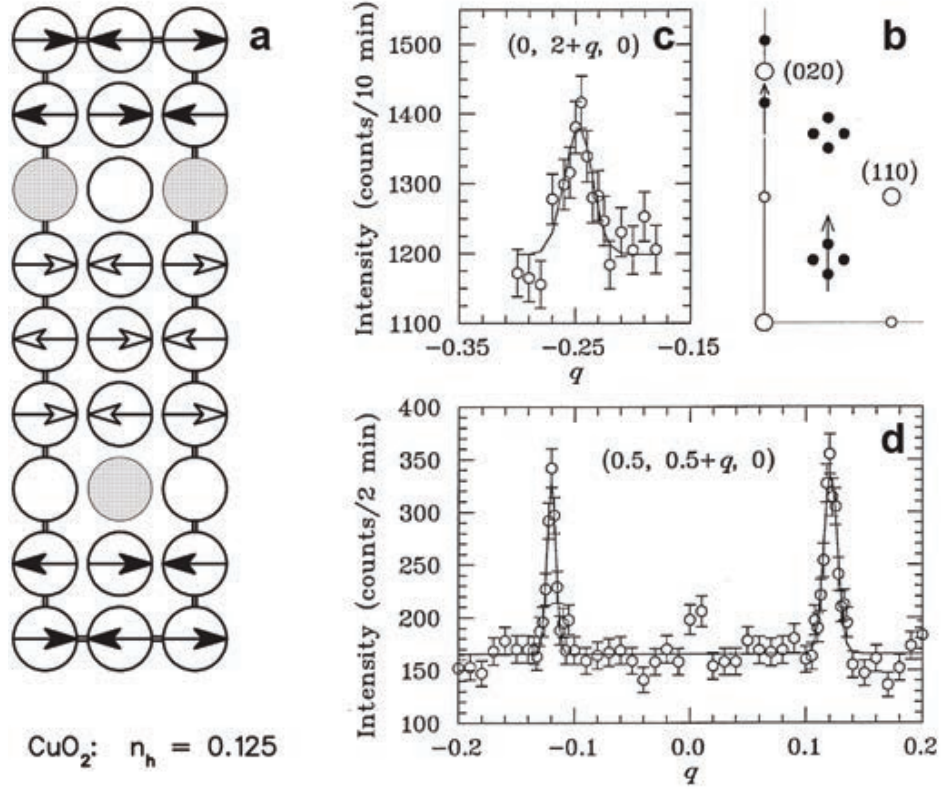 a
CuO2: nh = 0.125
c
(0, 2+q, 0)
Intensity (counts/10 min)
1500
1400
1300
1200
1100
-0.35
-0.25
-0.15
q
b
(020)
(110)
d
(0.5, 0.5+q, 0)
Intensity (counts/2 min)
400
350
300
250
200
150
100
-0.2
-0.1
0.0
0.1
0.2
q